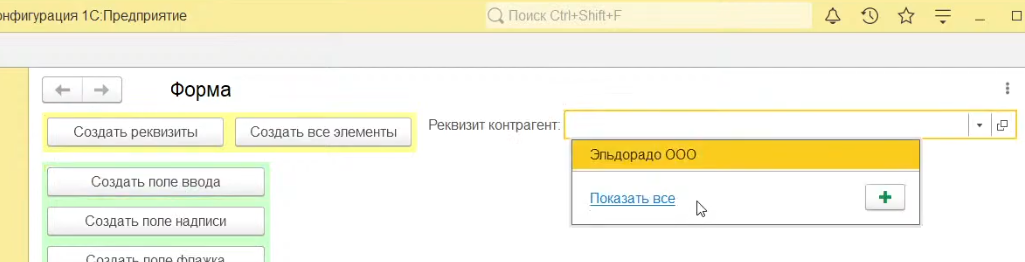 онфигурация 1С:Предприятие
Поиск Ctrl+Shift+F
Форма
Создать реквизиты
Создать все элементы
Реквизит контрагент:
Эльдорадо ООО
Создать поле ввода
Показать все
Создать поле надписи
Создать поле флажка